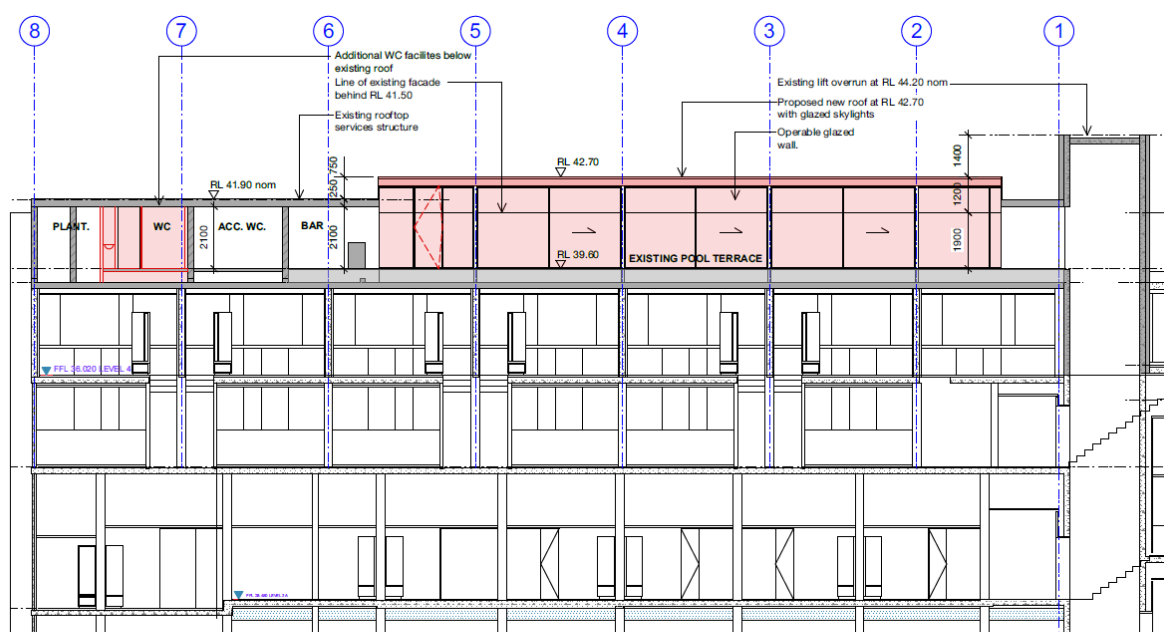 8 7 6 5 4 3 2 1
Additional WC facilites below
existing roof
Line of existing facade
behind RL 41.50
Existing rooftop
services structure
Existing lift overrun at RL 44.20 nom
Proposed new roof at RL 42.70
with glazed skylights
Operable glazed
wall.
RL 42.70
RL 41.90 nom
750
250
1400
1200
1900
PLANT. WC ACC. WC. BAR
2100
2100
RL 39.60
EXISTING POOL TERRACE
FFL 36.020 LEVEL 4